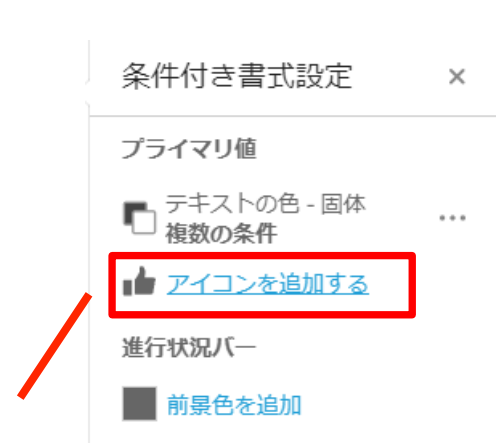 条件付き書式設定 ×
プライマリ値
テキストの色 - 固体 ...
複数の条件
アイコンを追加する
進行状況バー
前景色を追加